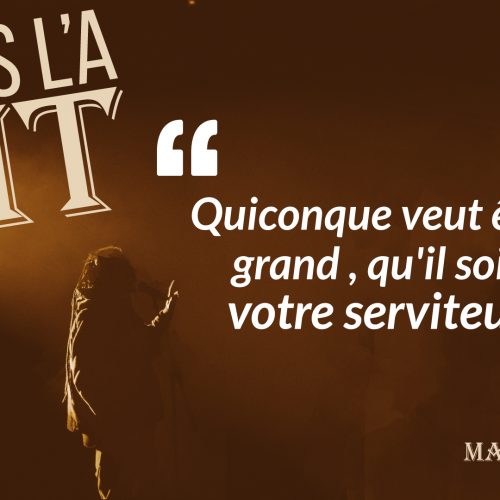 S L'A
IT
“
Quiconque veut ê
grand , qu'il soi
votre serviteu
MA